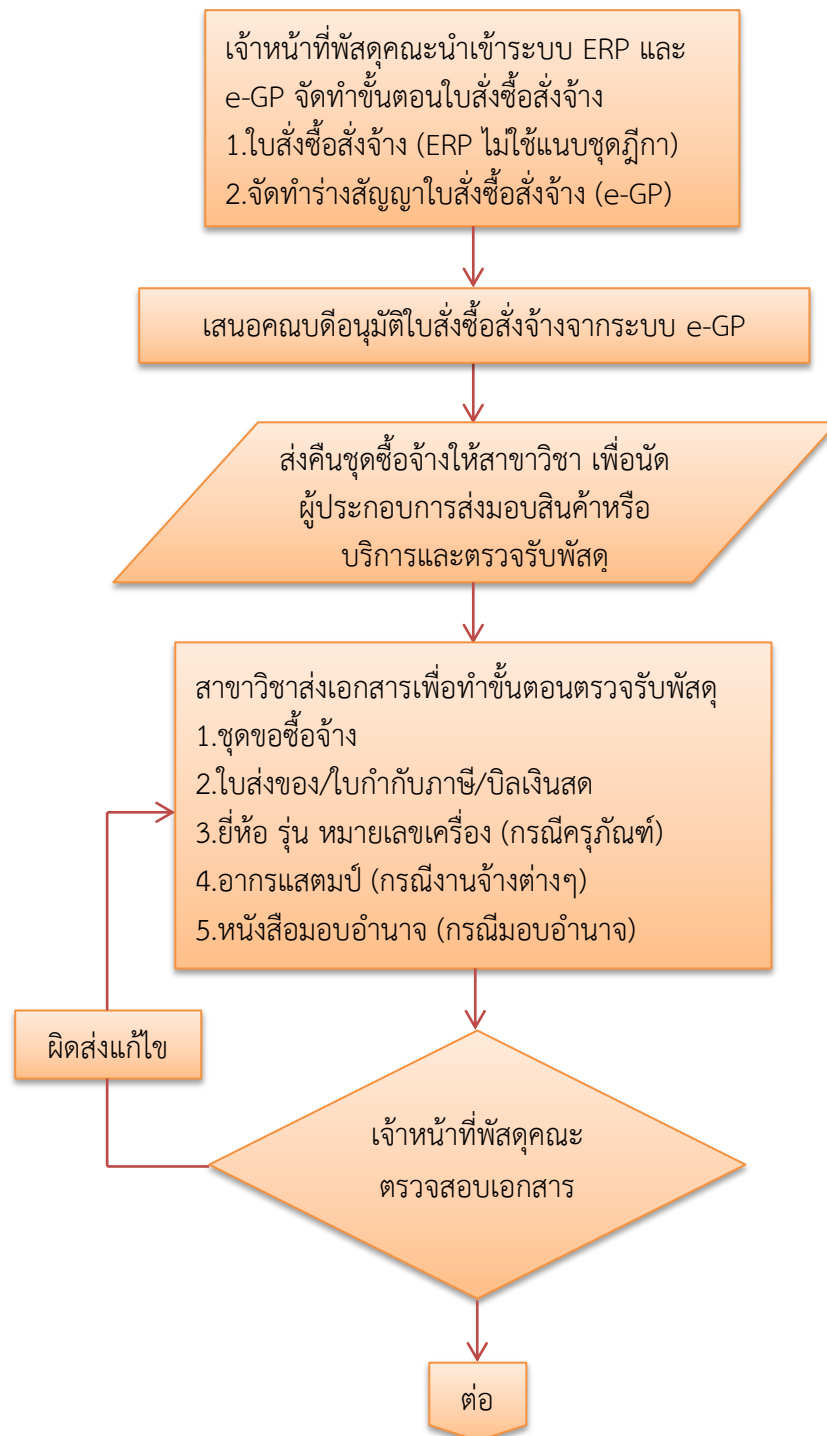 เจ้าหน้าที่พัสดุคณะนำเข้าระบบ ERP และ
e-GP จัดทำขั้นตอนใบสั่งซื้อสั่งจ้าง
1.ใบสั่งซื้อสั่งจ้าง (ERP ไม่ใช้แนบชุดฎีกา)
2.จัดทำร่างสัญญาใบสั่งซื้อสั่งจ้าง (e-GP)
เสนอคณบดีอนุมัติใบสั่งซื้อสั่งจ้างจากระบบ e-GP
ส่งคืนชุดซื้อจ้างให้สาขาวิชา เพื่อนัด
ผู้ประกอบการส่งมอบสินค้าหรือ
บริการและตรวจรับพัสดุ
สาขาวิชาส่งเอกสารเพื่อทำขั้นตอนตรวจรับพัสดุ
1.ชุดขอซื้อจ้าง
2.ใบส่งของ/ใบกำกับภาษี/บิลเงินสด
3.ยี่ห้อ รุ่น หมายเลขเครื่อง (กรณีครุภัณฑ์)
4.อากรแสตมป์ (กรณีงานจ้างต่างๆ)
5.หนังสือมอบอำนาจ (กรณีมอบอำนาจ)
ผิดส่งแก้ไข
เจ้าหน้าที่พัสดุคณะ
ตรวจสอบเอกสาร
ต่อ